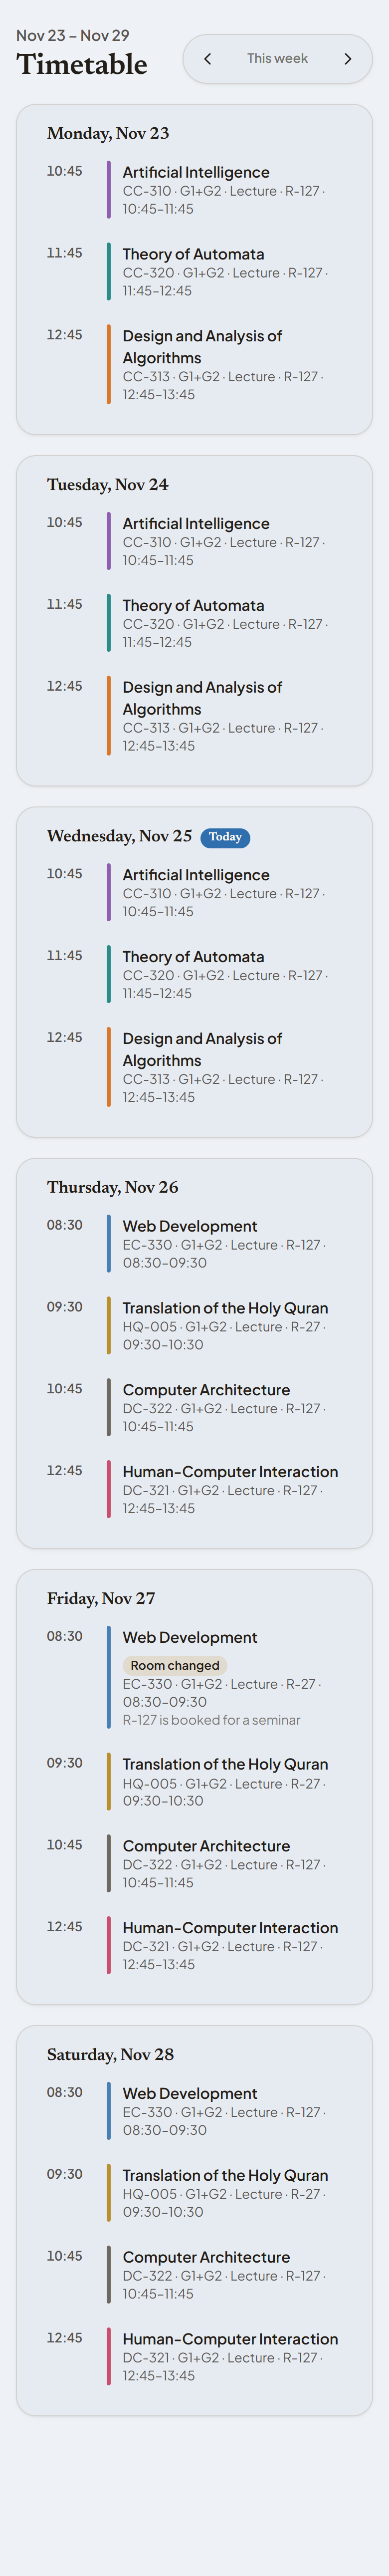 Nov 23 – Nov 29
Timetable
This week
Monday, Nov 23
10:45
Artificial Intelligence
CC-310 · G1+G2 · Lecture · R-127 ·
10:45–11:45
11:45
Theory of Automata
CC-320 · G1+G2 · Lecture · R-127 ·
11:45–12:45
12:45
Design and Analysis of
Algorithms
CC-313 · G1+G2 · Lecture · R-127 ·
12:45–13:45
Tuesday, Nov 24
10:45
Artificial Intelligence
CC-310 · G1+G2 · Lecture · R-127 ·
10:45–11:45
11:45
Theory of Automata
CC-320 · G1+G2 · Lecture · R-127 ·
11:45–12:45
12:45
Design and Analysis of
Algorithms
CC-313 · G1+G2 · Lecture · R-127 ·
12:45–13:45
Wednesday, Nov 25 Today
10:45
Artificial Intelligence
CC-310 · G1+G2 · Lecture · R-127 ·
10:45–11:45
11:45
Theory of Automata
CC-320 · G1+G2 · Lecture · R-127 ·
11:45–12:45
12:45
Design and Analysis of
Algorithms
CC-313 · G1+G2 · Lecture · R-127 ·
12:45–13:45
Thursday, Nov 26
08:30
Web Development
EC-330 · G1+G2 · Lecture · R-127 ·
08:30–09:30
09:30
Translation of the Holy Quran
HQ-005 · G1+G2 · Lecture · R-27 ·
09:30–10:30
10:45
Computer Architecture
DC-322 · G1+G2 · Lecture · R-127 ·
10:45–11:45
12:45
Human-Computer Interaction
DC-321 · G1+G2 · Lecture · R-127 ·
12:45–13:45
Friday, Nov 27
08:30
Web Development
Room changed
EC-330 · G1+G2 · Lecture · R-27 ·
08:30–09:30
R-127 is booked for a seminar
09:30
Translation of the Holy Quran
HQ-005 · G1+G2 · Lecture · R-27 ·
09:30–10:30
10:45
Computer Architecture
DC-322 · G1+G2 · Lecture · R-127 ·
10:45–11:45
12:45
Human-Computer Interaction
DC-321 · G1+G2 · Lecture · R-127 ·
12:45–13:45
Saturday, Nov 28
08:30
Web Development
EC-330 · G1+G2 · Lecture · R-127 ·
08:30–09:30
09:30
Translation of the Holy Quran
HQ-005 · G1+G2 · Lecture · R-27 ·
09:30–10:30
10:45
Computer Architecture
DC-322 · G1+G2 · Lecture · R-127 ·
10:45–11:45
12:45
Human-Computer Interaction
DC-321 · G1+G2 · Lecture · R-127 ·
12:45–13:45